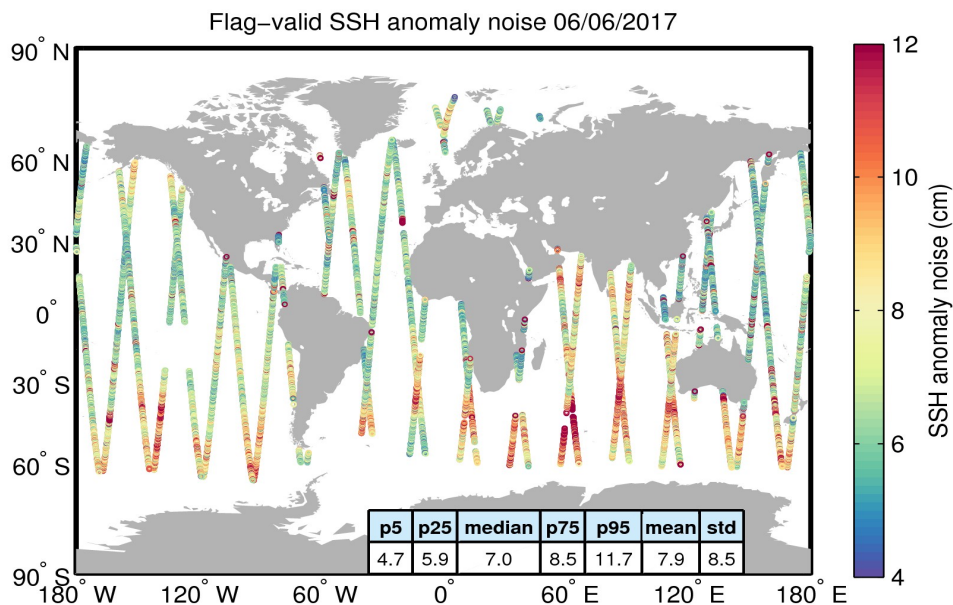 Flag−valid SSH anomaly noise 06/06/2017
90° N
60° N
30° N
0°
30° S
60° S
90° S
180° W
120° W
60° W
0°
60° E
120° E
180° E
p5 p25 median p75 p95 mean std
4.7 5.9 7.0 8.5 11.7 7.9 8.5
12
10
8
6
4
SSH anomaly noise (cm)